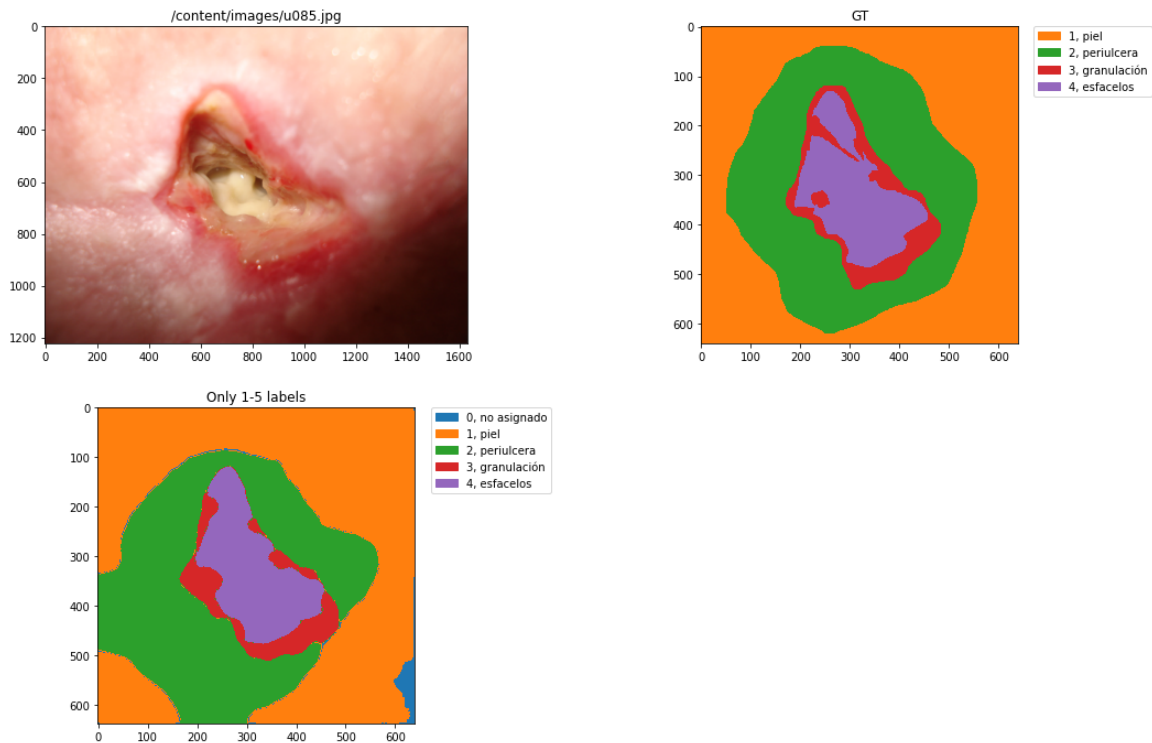 /content/images/u085.jpg
0
200
400
600
800
1000
1200
0 200 400 600 800 1000 1200 1400 1600
GT
0
100
200
300
400
500
600
0 100 200 300 400 500 600
1, piel
2, periulcera
3, granulación
4, esfacelos
Only 1-5 labels
0
100
200
300
400
500
600
0 100 200 300 400 500 600
0, no asignado
1, piel
2, periulcera
3, granulación
4, esfacelos